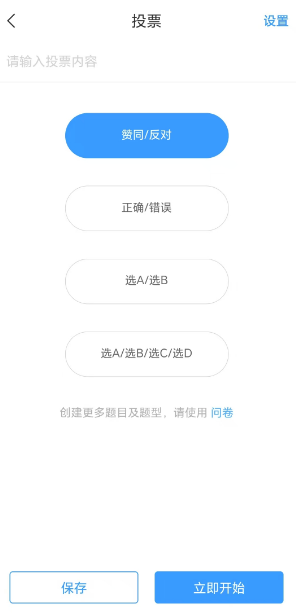 投票 设置
请输入投票内容
赞同/反对
正确/错误
选A/选B
选A/选B/选C/选D
创建更多题目及题型，请使用 问卷
保存 立即开始